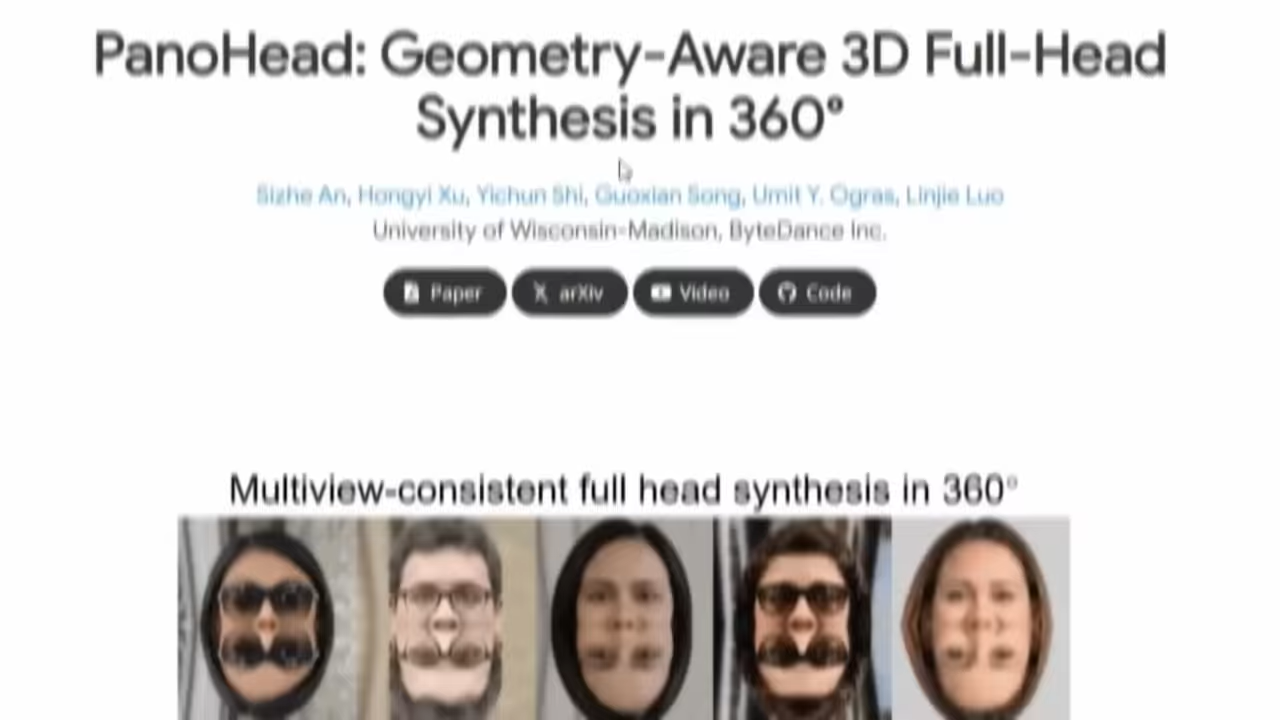 PanoHead: Geometry-Aware 3D Full-Head
Synthesis in 360°
Sizhe An, Hongyi Xu, Yichun Shi, Guoxian Song, Umit Y. Ogras, Linjie Luo
University of Wisconsin-Madison, ByteDance Inc.
Paper
arXiv
Video
Code
Multiview-consistent full head synthesis in 360°